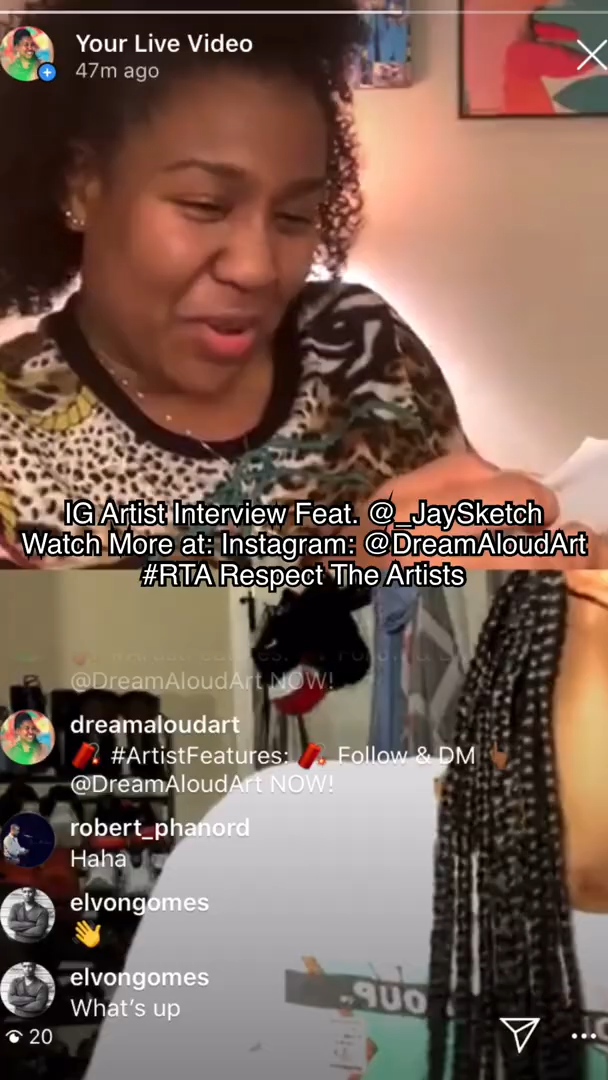 Your Live Video
47m ago
IG Artist Interview Feat. @_JaySketch
Watch More at: Instagram: @DreamAloudArt
#RTA Respect The Artists
@DreamAloudArt NOW!
dreamaloudart
🧨 #ArtistFeatures: 🧨 Follow & DM
@DreamAloudArt NOW!
robert_phanord
Haha
elvongomes
👋
elvongomes
What's up
20